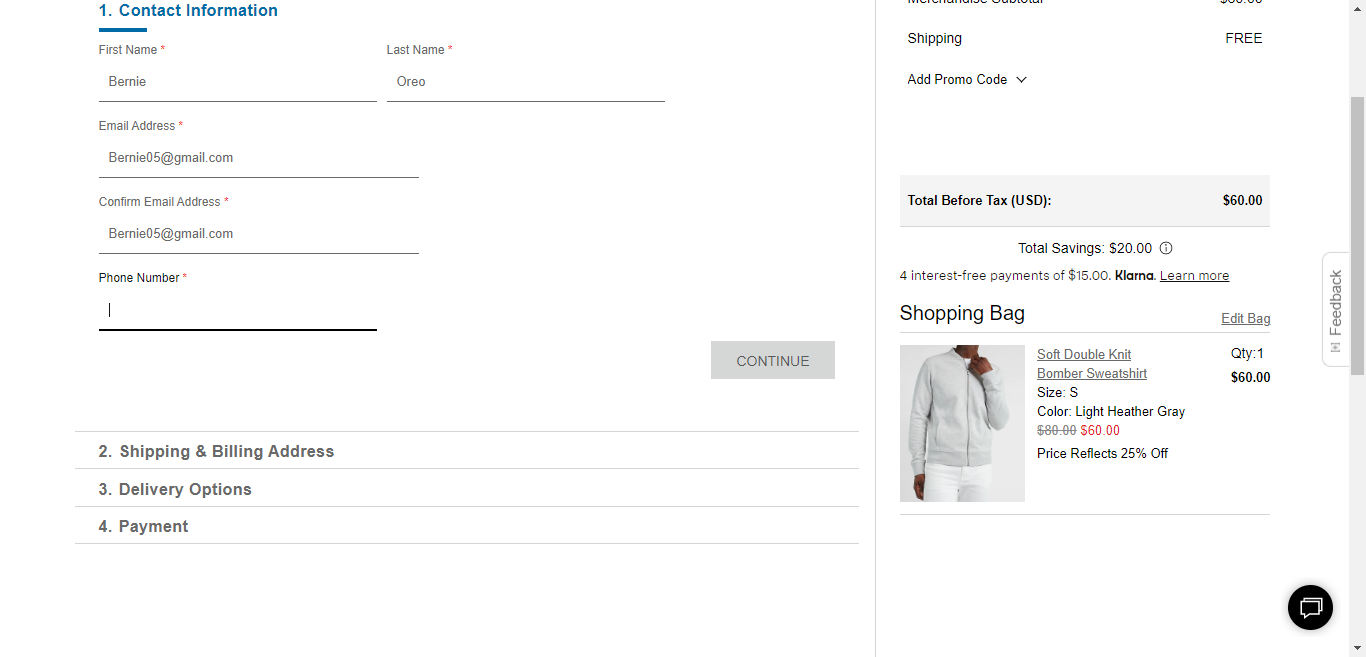 1. Contact Information
First Name *
Last Name *
Bernie
Oreo
Email Address *
Bernie05@gmail.com
Confirm Email Address *
Bernie05@gmail.com
Phone Number *
CONTINUE
2. Shipping & Billing Address
3. Delivery Options
4. Payment
Shipping FREE
Add Promo Code
Total Before Tax (USD): $60.00
Total Savings: $20.00
4 interest-free payments of $15.00. Klarna. Learn more
Shopping Bag
Edit Bag
Soft Double Knit
Bomber Sweatshirt
Size: S
Color: Light Heather Gray
$80.00 $60.00
Price Reflects 25% Off
Qty:1
$60.00
Feedback